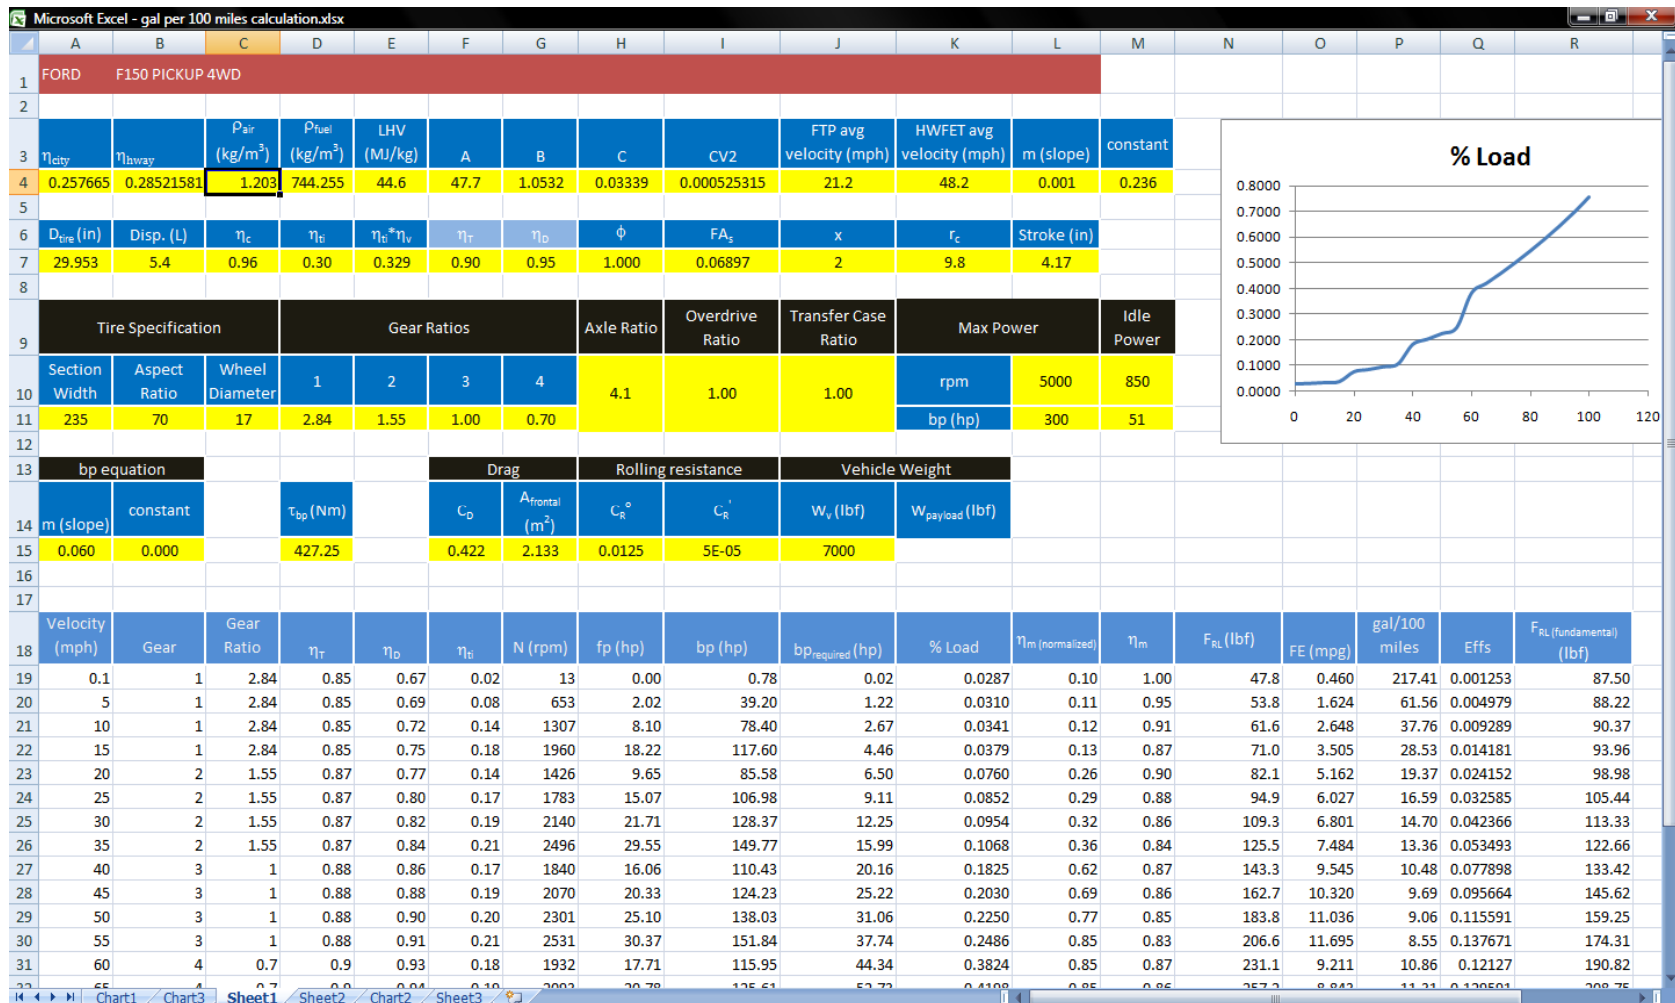 Microsoft Excel - gal per 100 miles calculation.xlsx
A B C D E F G H I J K L M N O P Q R
1 FORD F150 PICKUP 4WD
2
3 ηcity ηhway ρair (kg/m³) ρfuel (kg/m³) LHV (MJ/kg) A B C CV2 FTP avg velocity (mph) HWFET avg velocity (mph) m (slope) constant
4 0.257665 0.28521581 1.203 744.255 44.6 47.7 1.0532 0.03339 0.000525315 21.2 48.2 0.001 0.236
5
6 Dtire (in) Disp. (L) ηc ηti ηti*ηv ηT ηD ϕ FAs x rc Stroke (in)
7 29.953 5.4 0.96 0.30 0.329 0.90 0.95 1.000 0.06897 2 9.8 4.17
8
9 Tire Specification Gear Ratios Axle Ratio Overdrive Ratio Transfer Case Ratio Max Power Idle Power
10 Section Width Aspect Ratio Wheel Diameter 1 2 3 4 4.1 1.00 1.00 rpm 5000 850
11 235 70 17 2.84 1.55 1.00 0.70 bp (hp) 300 51
12
13 bp equation Drag Rolling resistance Vehicle Weight
14 m (slope) constant τbp (Nm) CD Afrontal (m²) CR° CR' Wv (lbf) Wpayload (lbf)
15 0.060 0.000 427.25 0.422 2.133 0.0125 5E-05 7000
16
17
18 Velocity (mph) Gear Gear Ratio ηT ηD ηti N (rpm) fp (hp) bp (hp) bprequired (hp) % Load ηm (normalized) ηm FRL (lbf) FE (mpg) gal/100 miles Effs FRL (fundamental) (lbf)
19 0.1 1 2.84 0.85 0.67 0.02 13 0.00 0.78 0.02 0.0287 0.10 1.00 47.8 0.460 217.41 0.001253 87.50
20 5 1 2.84 0.85 0.69 0.08 653 2.02 39.20 1.22 0.0310 0.11 0.95 53.8 1.624 61.56 0.004979 88.22
21 10 1 2.84 0.85 0.72 0.14 1307 8.10 78.40 2.67 0.0341 0.12 0.91 61.6 2.648 37.76 0.009289 90.37
22 15 1 2.84 0.85 0.75 0.18 1960 18.22 117.60 4.46 0.0379 0.13 0.87 71.0 3.505 28.53 0.014181 93.96
23 20 2 1.55 0.87 0.77 0.14 1426 9.65 85.58 6.50 0.0760 0.26 0.90 82.1 5.162 19.37 0.024152 98.98
24 25 2 1.55 0.87 0.80 0.17 1783 15.07 106.98 9.11 0.0852 0.29 0.88 94.9 6.027 16.59 0.032585 105.44
25 30 2 1.55 0.87 0.82 0.19 2140 21.71 128.37 12.25 0.0954 0.32 0.86 109.3 6.801 14.70 0.042366 113.33
26 35 2 1.55 0.87 0.84 0.21 2496 29.55 149.77 15.99 0.1068 0.36 0.84 125.5 7.484 13.36 0.053493 122.66
27 40 3 1 0.88 0.86 0.17 1840 16.06 110.43 20.16 0.1825 0.62 0.87 143.3 9.545 10.48 0.077898 133.42
28 45 3 1 0.88 0.88 0.19 2070 20.33 124.23 25.22 0.2030 0.69 0.86 162.7 10.320 9.69 0.095664 145.62
29 50 3 1 0.88 0.90 0.20 2301 25.10 138.03 31.06 0.2250 0.77 0.85 183.8 11.036 9.06 0.115591 159.25
30 55 3 1 0.88 0.91 0.21 2531 30.37 151.84 37.74 0.2486 0.85 0.83 206.6 11.695 8.55 0.137671 174.31
31 60 4 0.7 0.9 0.93 0.18 1932 17.71 115.95 44.34 0.3824 0.85 0.87 231.1 9.211 10.86 0.12127 190.82
% Load
0.8000
0.7000
0.6000
0.5000
0.4000
0.3000
0.2000
0.1000
0.0000
0 20 40 60 80 100 120
Chart1 Chart3 Sheet1 Sheet2 Chart2 Sheet3